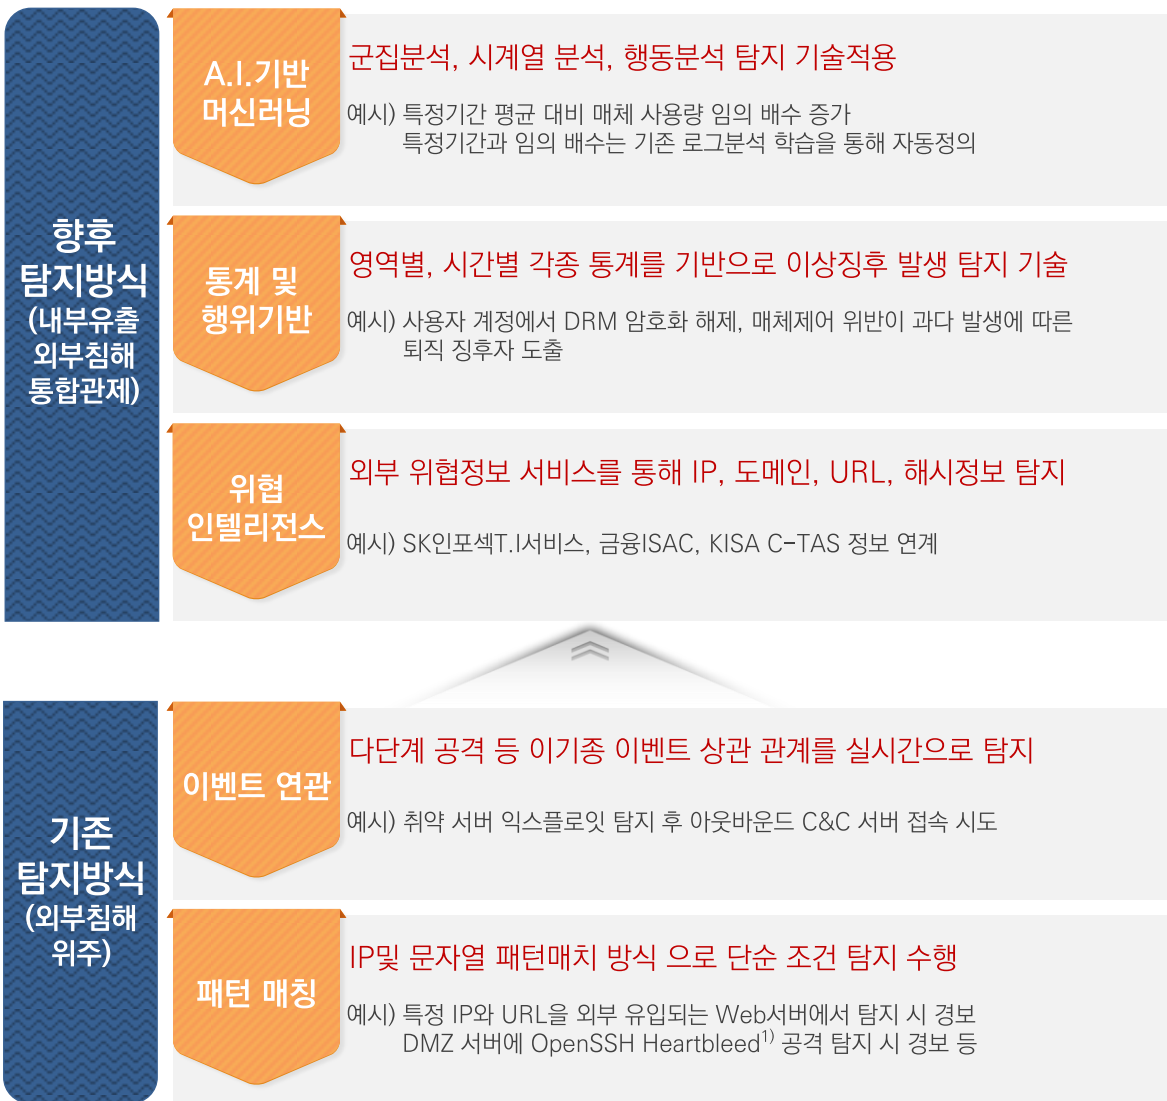 향후
탐지방식
(내부유출
외부침해
통합관제)
A.I.기반
머신러닝
군집분석, 시계열 분석, 행동분석 탐지 기술적용
예시) 특정기간 평균 대비 매체 사용량 임의 배수 증가
특정기간과 임의 배수는 기존 로그분석 학습을 통해 자동정의
통계 및
행위기반
영역별, 시간별 각종 통계를 기반으로 이상징후 발생 탐지 기술
예시) 사용자 계정에서 DRM 암호화 해제, 매체제어 위반이 과다 발생에 따른
퇴직 징후자 도출
위협
인텔리전스
외부 위협정보 서비스를 통해 IP, 도메인, URL, 해시정보 탐지
예시) SK인포섹T.I서비스, 금융ISAC, KISA C-TAS 정보 연계
기존
탐지방식
(외부침해
위주)
이벤트 연관
다단계 공격 등 이기종 이벤트 상관 관계를 실시간으로 탐지
예시) 취약 서버 익스플로잇 탐지 후 아웃바운드 C&C 서버 접속 시도
패턴 매칭
IP및 문자열 패턴매치 방식 으로 단순 조건 탐지 수행
예시) 특정 IP와 URL을 외부 유입되는 Web서버에서 탐지 시 경보
DMZ 서버에 OpenSSH Heartbleed1) 공격 탐지 시 경보 등